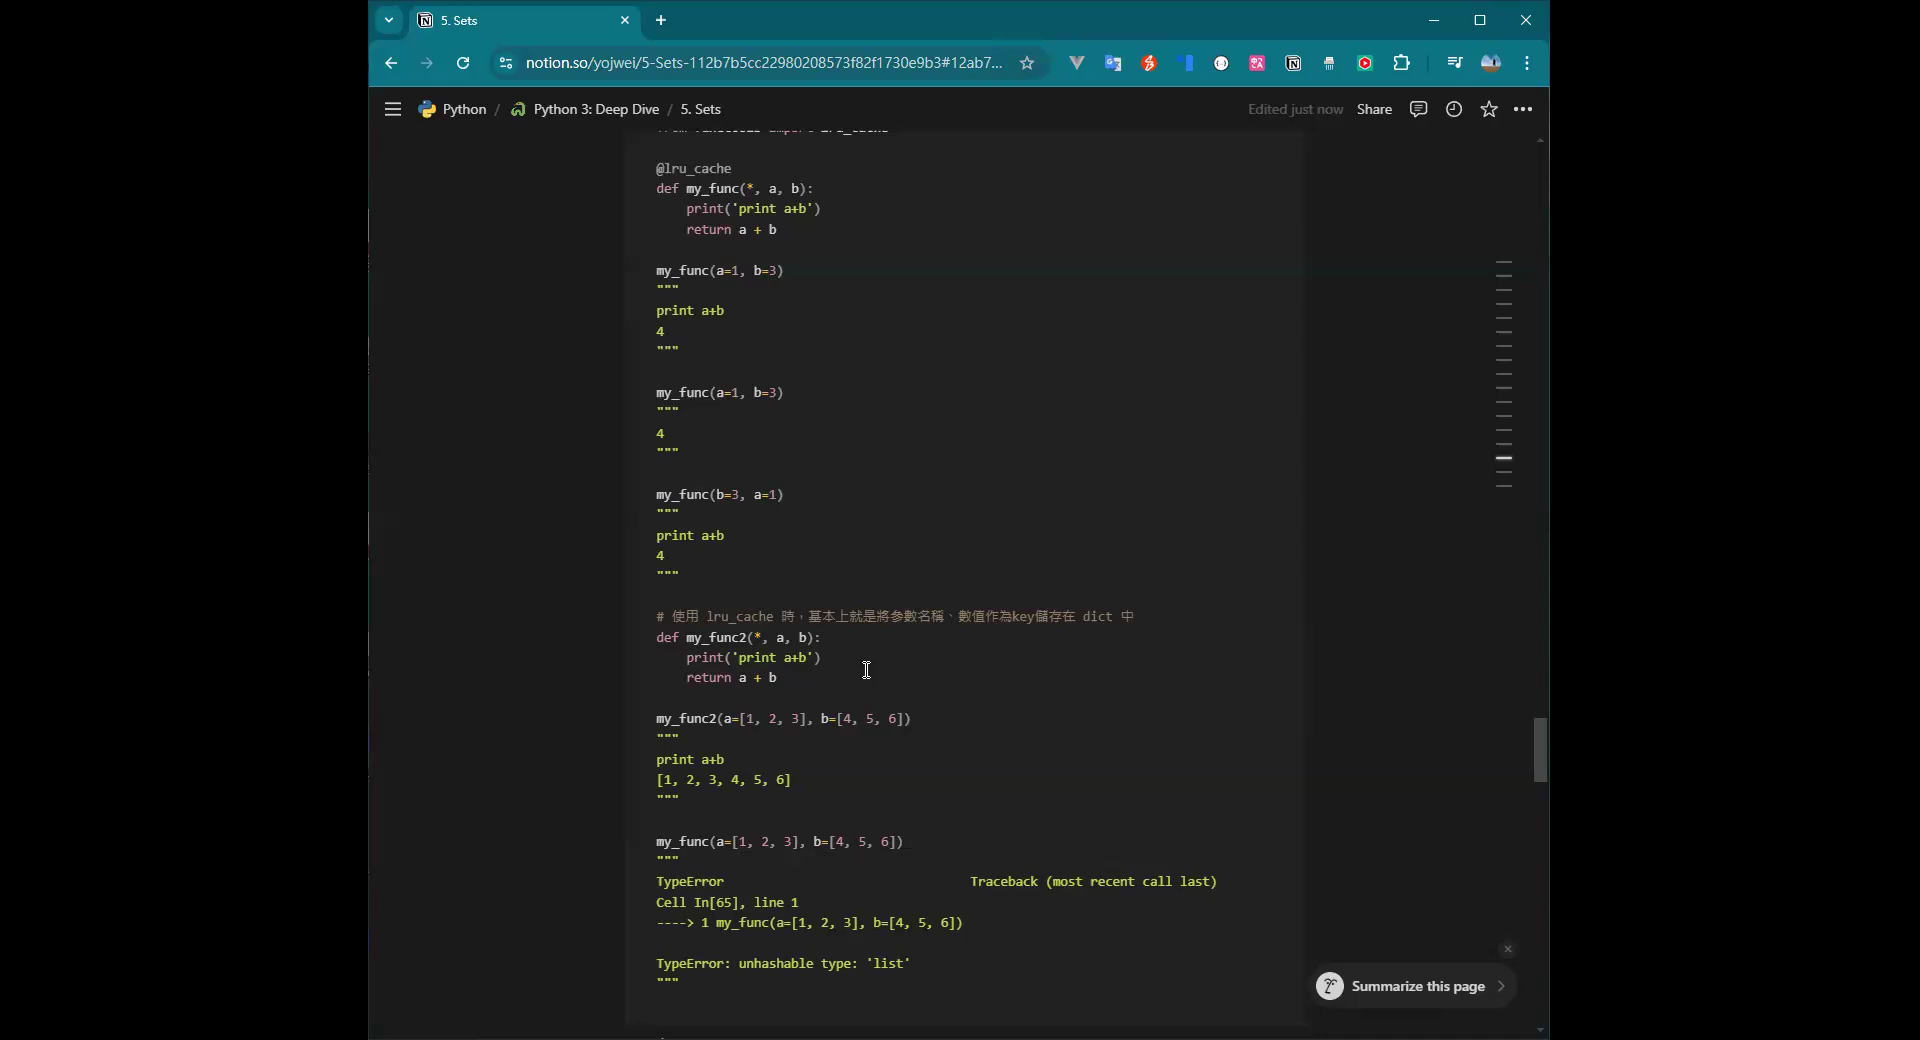 5. Sets
notion.so/yojwei/5-Sets-112b7b5cc22980208573f82f1730e9b3#12ab7...
Python / Python 3: Deep Dive / 5. Sets
Edited just now Share
@lru_cache
def my_func(*, a, b):
    print('print a+b')
    return a + b
my_func(a=1, b=3)
"""
print a+b
4
"""
my_func(a=1, b=3)
"""
4
"""
my_func(b=3, a=1)
"""
print a+b
4
"""
# 使用 lru_cache 時，基本上就是將參數名稱、數值作為key儲存在 dict 中
def my_func2(*, a, b):
    print('print a+b')
    return a + b
my_func2(a=[1, 2, 3], b=[4, 5, 6])
"""
print a+b
[1, 2, 3, 4, 5, 6]
"""
my_func(a=[1, 2, 3], b=[4, 5, 6])
"""
TypeError Traceback (most recent call last)
Cell In[65], line 1
----> 1 my_func(a=[1, 2, 3], b=[4, 5, 6])
TypeError: unhashable type: 'list'
"""
Summarize this page